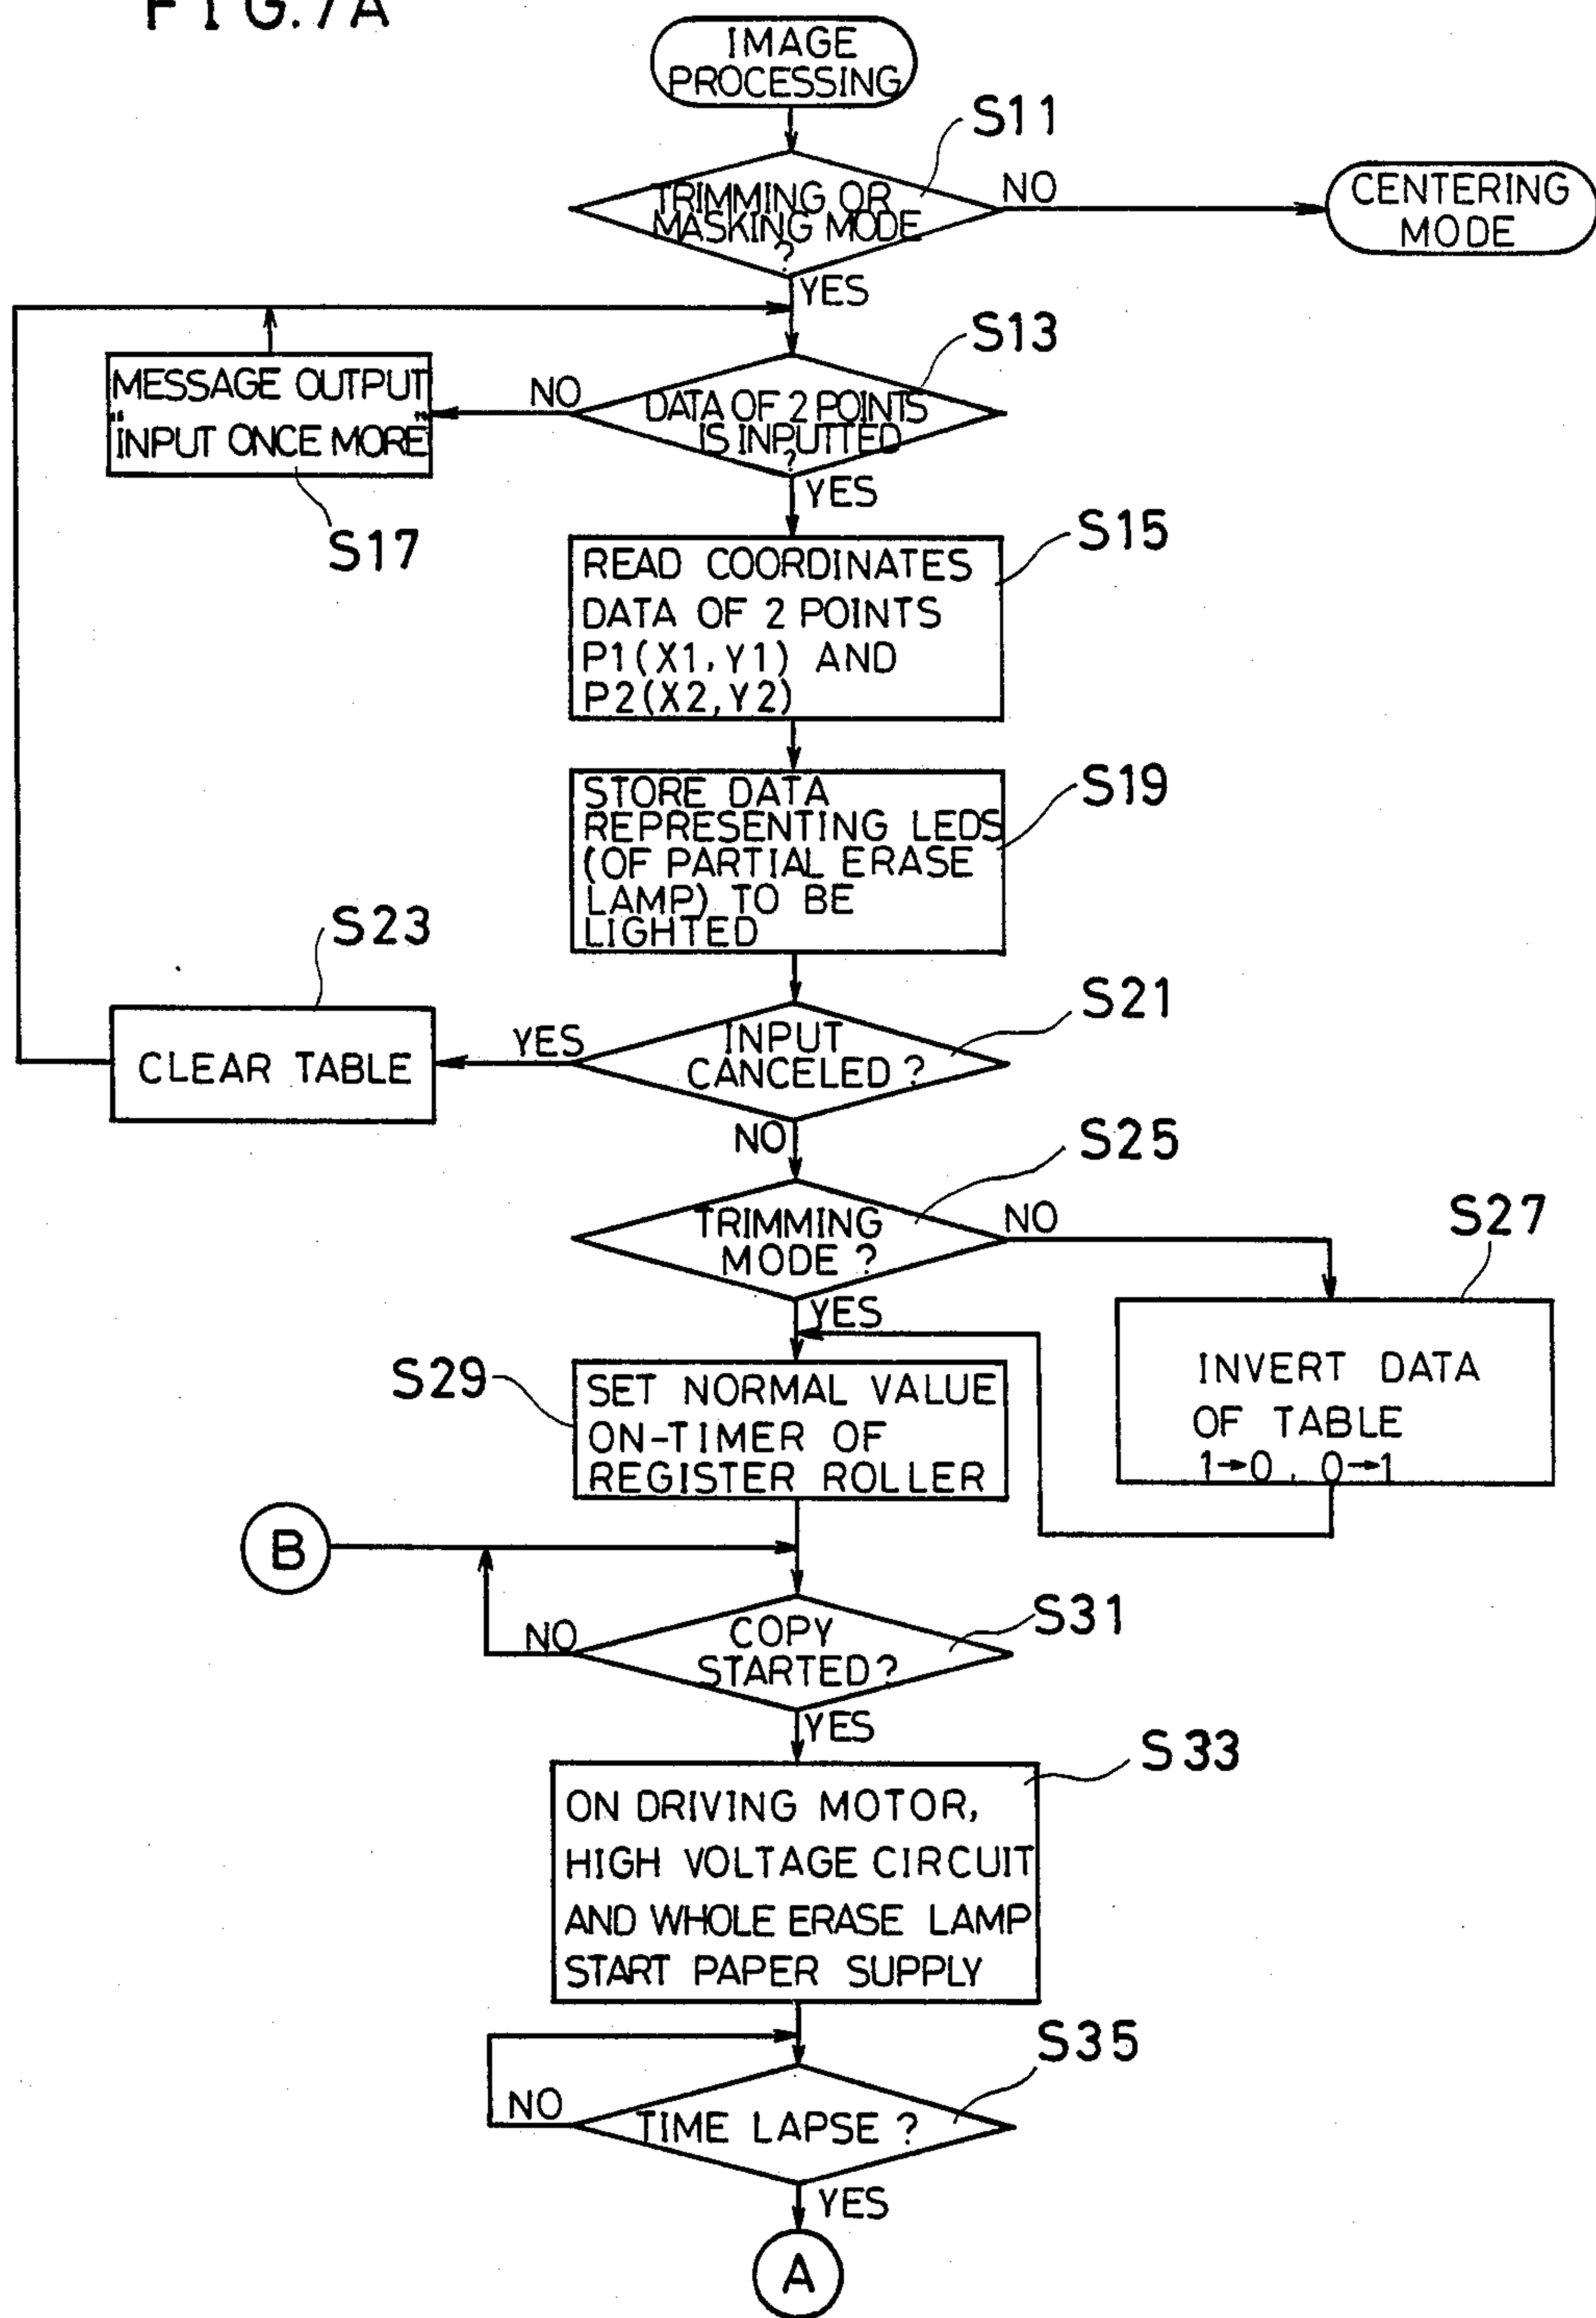 FIG.7A
IMAGE
PROCESSING
S11
TRIMMING OR
MASKING MODE
?
NO
CENTERING
MODE
YES
S13
MESSAGE OUTPUT
"INPUT ONCE MORE"
NO
DATA OF 2 POINTS
IS INPUTTED
?
YES
S17
S15
READ COORDINATES
DATA OF 2 POINTS
P1(X1,Y1) AND
P2(X2,Y2)
S19
STORE DATA
REPRESENTING LEDS
(OF PARTIAL ERASE
LAMP) TO BE
LIGHTED
S23
S21
CLEAR TABLE
YES
INPUT
CANCELED?
NO
S25
TRIMMING
MODE?
NO
S27
YES
INVERT DATA
OF TABLE
1→0, 0→1
S29
SET NORMAL VALUE
ON-TIMER OF
REGISTER ROLLER
B
S31
NO
COPY
STARTED?
YES
S33
ON DRIVING MOTOR,
HIGH VOLTAGE CIRCUIT
AND WHOLE ERASE LAMP
START PAPER SUPPLY
S35
NO
TIME LAPSE?
YES
A